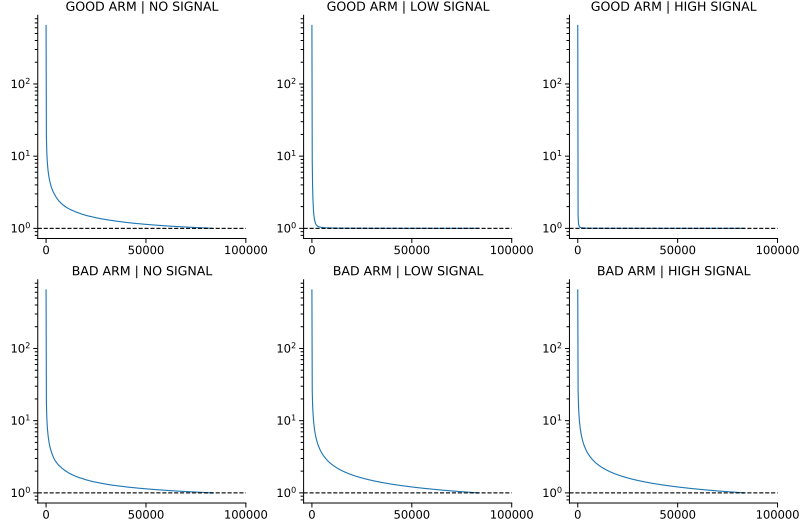 GOOD ARM | NO SIGNAL
GOOD ARM | LOW SIGNAL
GOOD ARM | HIGH SIGNAL
10²
10²
10²
10¹
10¹
10¹
10⁰
10⁰
10⁰
0 50000 100000
0 50000 100000
0 50000 100000
BAD ARM | NO SIGNAL
BAD ARM | LOW SIGNAL
BAD ARM | HIGH SIGNAL
10²
10²
10²
10¹
10¹
10¹
10⁰
10⁰
10⁰
0 50000 100000
0 50000 100000
0 50000 100000